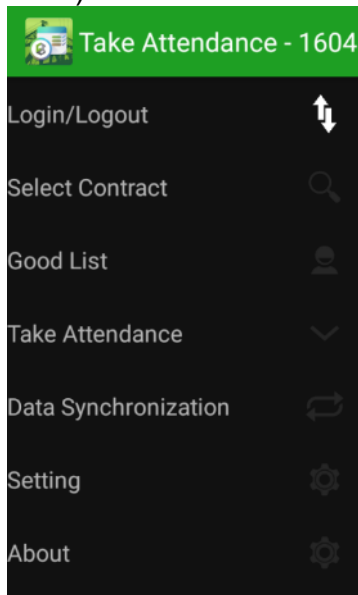 Take Attendance - 1604
Login/Logout
Select Contract
Good List
Take Attendance
Data Synchronization
Setting
About